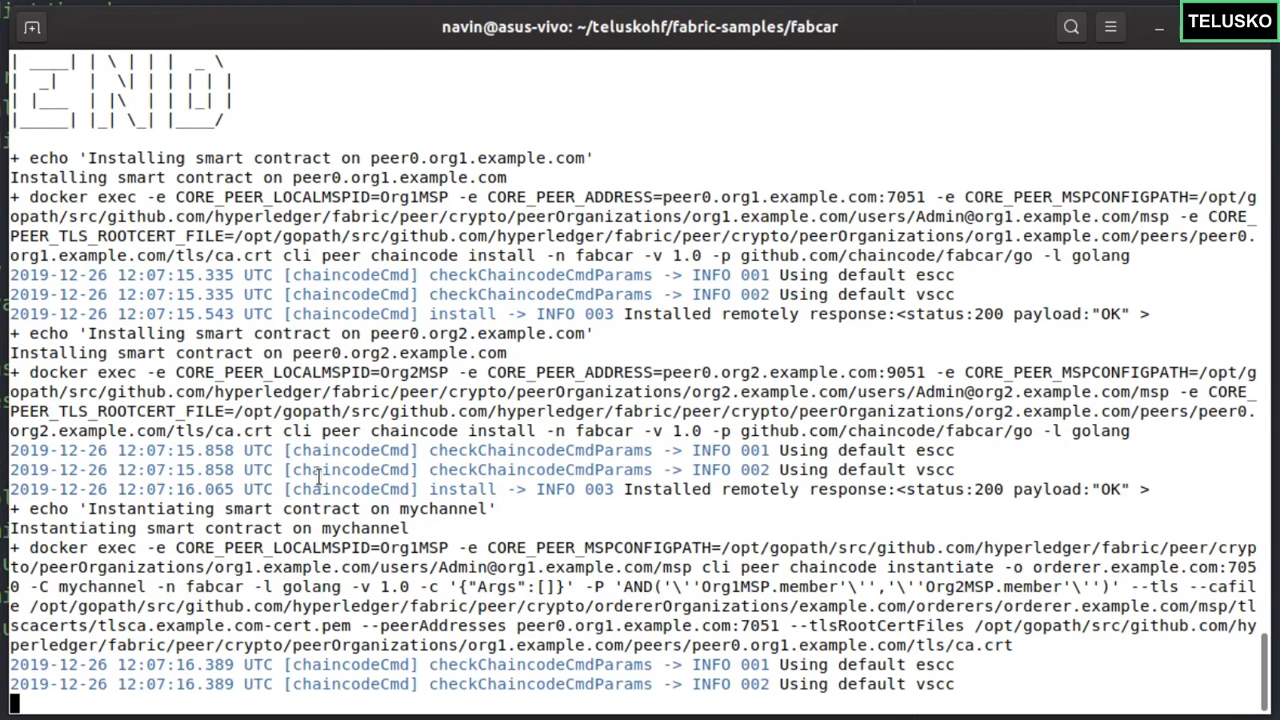 navin@asus-vivo: ~/teluskohf/fabric-samples/fabcar
TELUSKO
END
+ echo 'Installing smart contract on peer0.org1.example.com'
Installing smart contract on peer0.org1.example.com
+ docker exec -e CORE_PEER_LOCALMSPID=Org1MSP -e CORE_PEER_ADDRESS=peer0.org1.example.com:7051 -e CORE_PEER_MSPCONFIGPATH=/opt/g
opath/src/github.com/hyperledger/fabric/peer/crypto/peerOrganizations/org1.example.com/users/Admin@org1.example.com/msp -e CORE_
PEER_TLS_ROOTCERT_FILE=/opt/gopath/src/github.com/hyperledger/fabric/peer/crypto/peerOrganizations/org1.example.com/peers/peer0.
org1.example.com/tls/ca.crt cli peer chaincode install -n fabcar -v 1.0 -p github.com/chaincode/fabcar/go -l golang
2019-12-26 12:07:15.335 UTC [chaincodeCmd] checkChaincodeCmdParams -> INFO 001 Using default escc
2019-12-26 12:07:15.335 UTC [chaincodeCmd] checkChaincodeCmdParams -> INFO 002 Using default vscc
2019-12-26 12:07:15.543 UTC [chaincodeCmd] install -> INFO 003 Installed remotely response:<status:200 payload:"OK" >
+ echo 'Installing smart contract on peer0.org2.example.com'
Installing smart contract on peer0.org2.example.com
+ docker exec -e CORE_PEER_LOCALMSPID=Org2MSP -e CORE_PEER_ADDRESS=peer0.org2.example.com:9051 -e CORE_PEER_MSPCONFIGPATH=/opt/g
opath/src/github.com/hyperledger/fabric/peer/crypto/peerOrganizations/org2.example.com/users/Admin@org2.example.com/msp -e CORE_
PEER_TLS_ROOTCERT_FILE=/opt/gopath/src/github.com/hyperledger/fabric/peer/crypto/peerOrganizations/org2.example.com/peers/peer0.
org2.example.com/tls/ca.crt cli peer chaincode install -n fabcar -v 1.0 -p github.com/chaincode/fabcar/go -l golang
2019-12-26 12:07:15.858 UTC [chaincodeCmd] checkChaincodeCmdParams -> INFO 001 Using default escc
2019-12-26 12:07:15.858 UTC [chaincodeCmd] checkChaincodeCmdParams -> INFO 002 Using default vscc
2019-12-26 12:07:16.065 UTC [chaincodeCmd] install -> INFO 003 Installed remotely response:<status:200 payload:"OK" >
+ echo 'Instantiating smart contract on mychannel'
Instantiating smart contract on mychannel
+ docker exec -e CORE_PEER_LOCALMSPID=Org1MSP -e CORE_PEER_MSPCONFIGPATH=/opt/gopath/src/github.com/hyperledger/fabric/peer/cryp
to/peerOrganizations/org1.example.com/users/Admin@org1.example.com/msp cli peer chaincode instantiate -o orderer.example.com:705
0 -C mychannel -n fabcar -l golang -v 1.0 -c '{"Args":[]}' -P 'AND('\''Org1MSP.member'\'','\''Org2MSP.member'\'')' --tls --cafil
e /opt/gopath/src/github.com/hyperledger/fabric/peer/crypto/ordererOrganizations/example.com/orderers/orderer.example.com/msp/tl
scacerts/tlsca.example.com-cert.pem --peerAddresses peer0.org1.example.com:7051 --tlsRootCertFiles /opt/gopath/src/github.com/hy
perledger/fabric/peer/crypto/peerOrganizations/org1.example.com/peers/peer0.org1.example.com/tls/ca.crt
2019-12-26 12:07:16.389 UTC [chaincodeCmd] checkChaincodeCmdParams -> INFO 001 Using default escc
2019-12-26 12:07:16.389 UTC [chaincodeCmd] checkChaincodeCmdParams -> INFO 002 Using default vscc